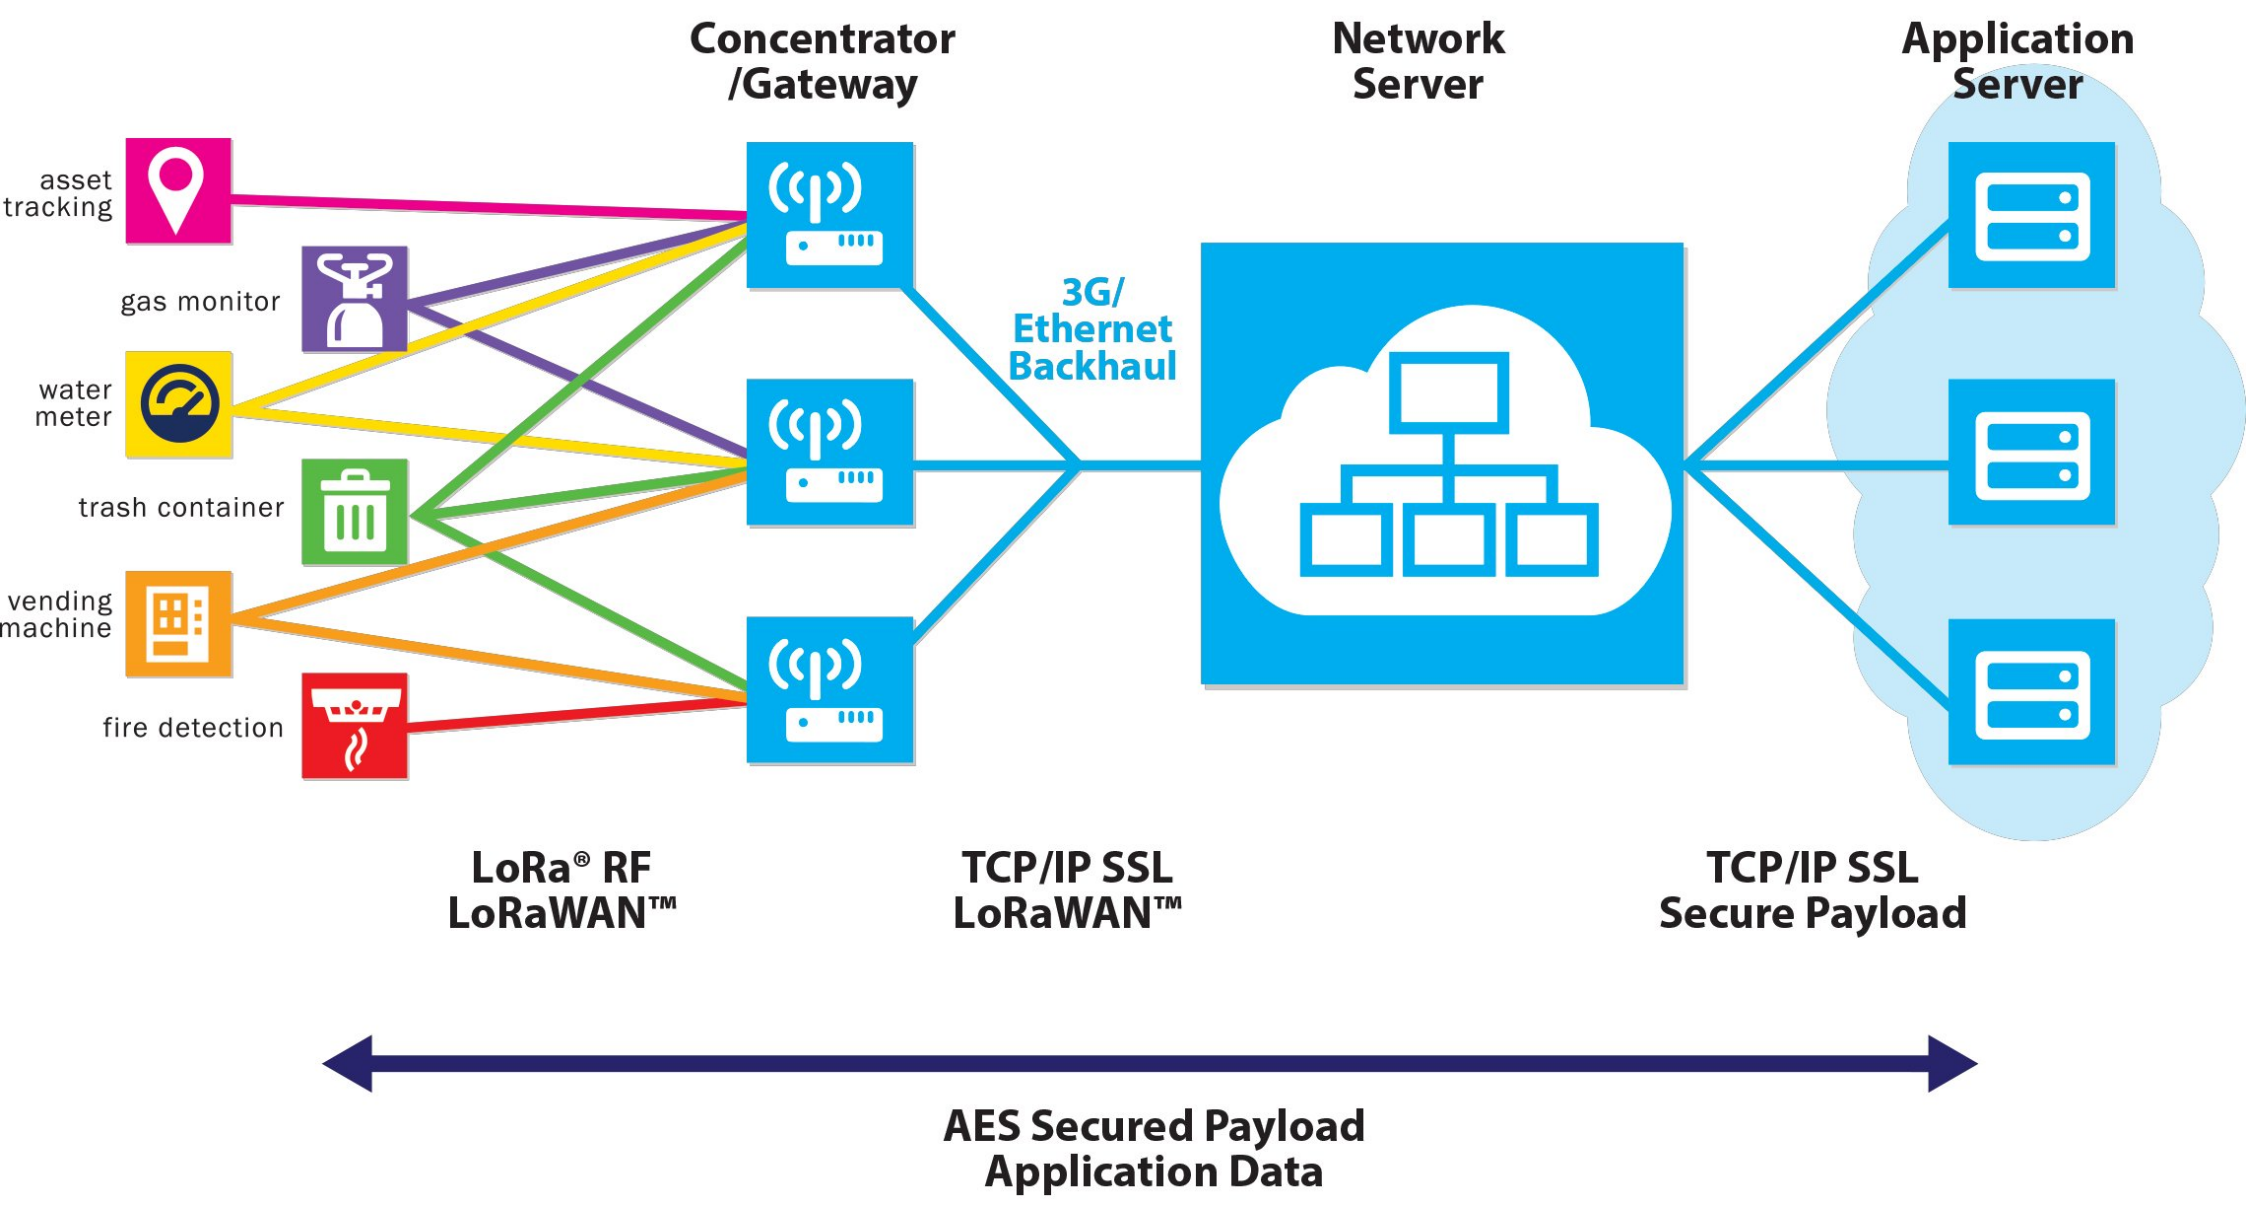 Concentrator
/Gateway
Network
Server
Application
Server
asset
tracking
gas monitor
water
meter
trash container
vending
machine
fire detection
3G/
Ethernet
Backhaul
LoRa® RF
LoRaWAN™
TCP/IP SSL
LoRaWAN™
TCP/IP SSL
Secure Payload
AES Secured Payload
Application Data